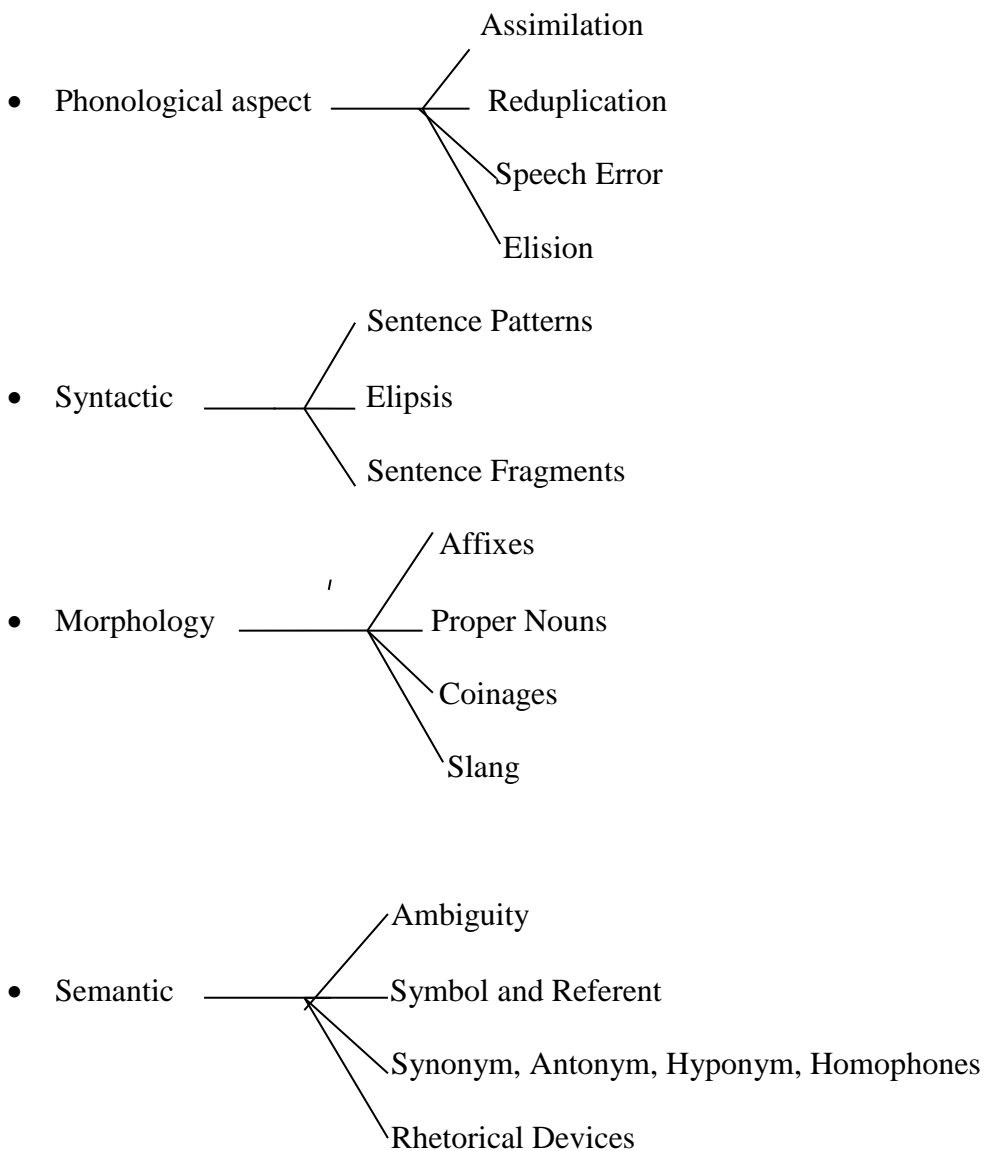 Assimilation
• Phonological aspect Reduplication
Speech Error
Elision
Sentence Patterns
• Syntactic Elipsis
Sentence Fragments
Affixes
• Morphology Proper Nouns
Coinages
Slang
Ambiguity
• Semantic Symbol and Referent
Synonym, Antonym, Hyponym, Homophones
Rhetorical Devices